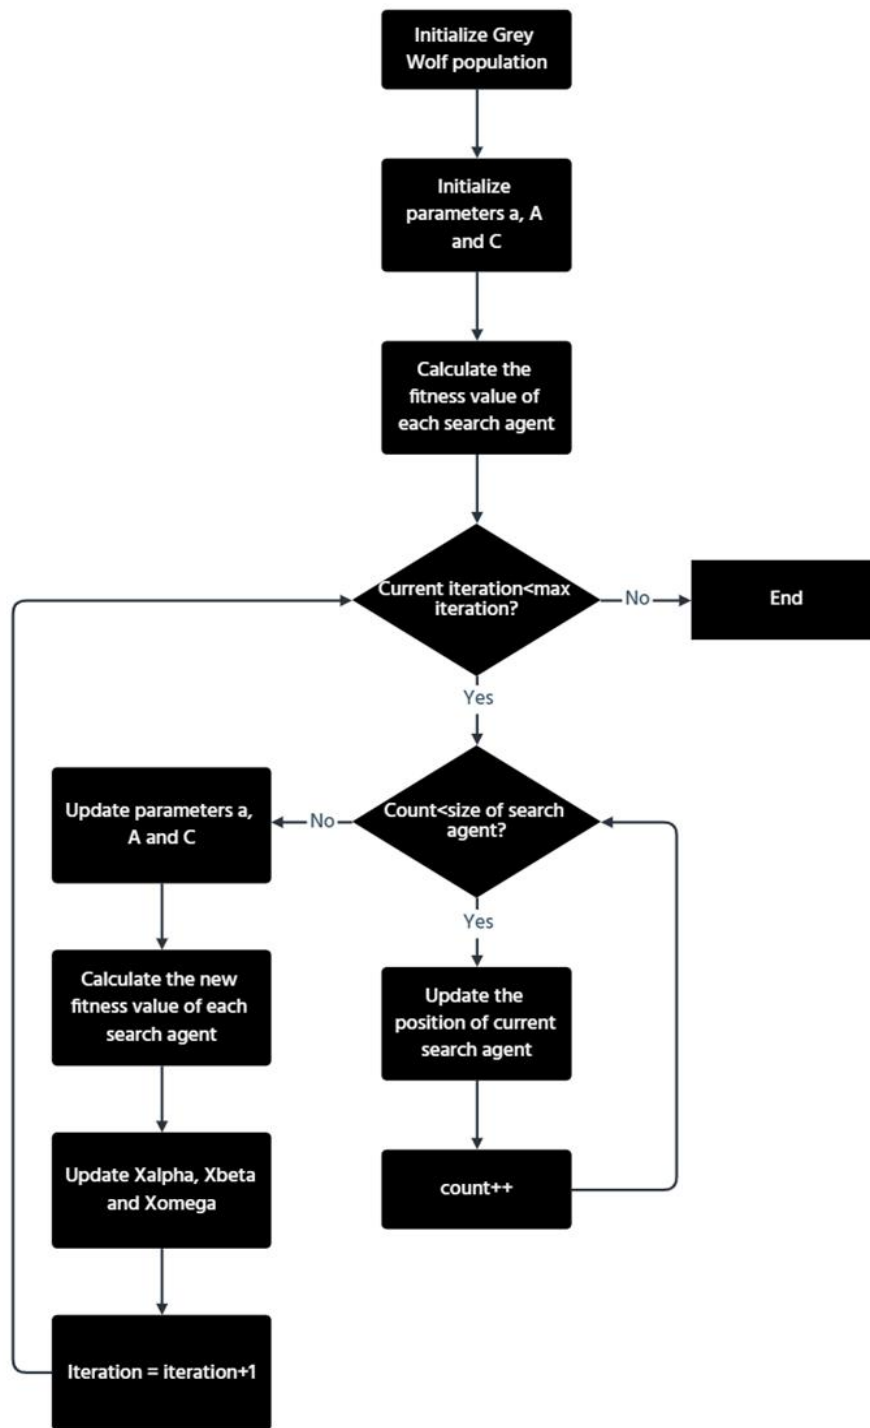 Initialize Grey
Wolf population
Initialize
parameters a, A
and C
Calculate the
fitness value of
each search agent
Current iteration<max
iteration?
No
End
Yes
Count<size of search
agent?
No
Update parameters a,
A and C
Yes
Calculate the new
fitness value of each
search agent
Update the
position of current
search agent
Update Xalpha, Xbeta
and Xomega
count++
Iteration = iteration+1